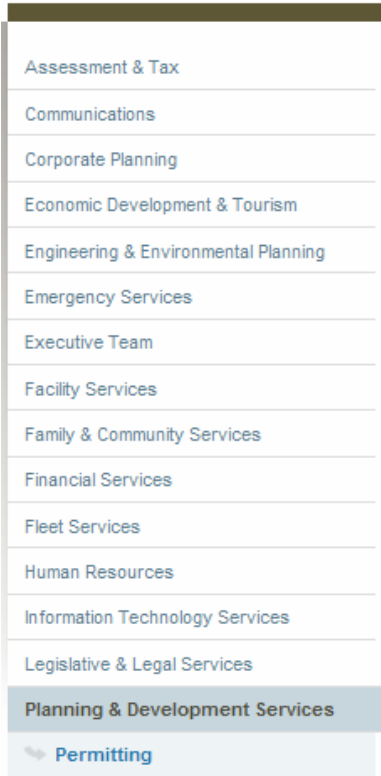 Assessment & Tax
Communications
Corporate Planning
Economic Development & Tourism
Engineering & Environmental Planning
Emergency Services
Executive Team
Facility Services
Family & Community Services
Financial Services
Fleet Services
Human Resources
Information Technology Services
Legislative & Legal Services
Planning & Development Services
Permitting